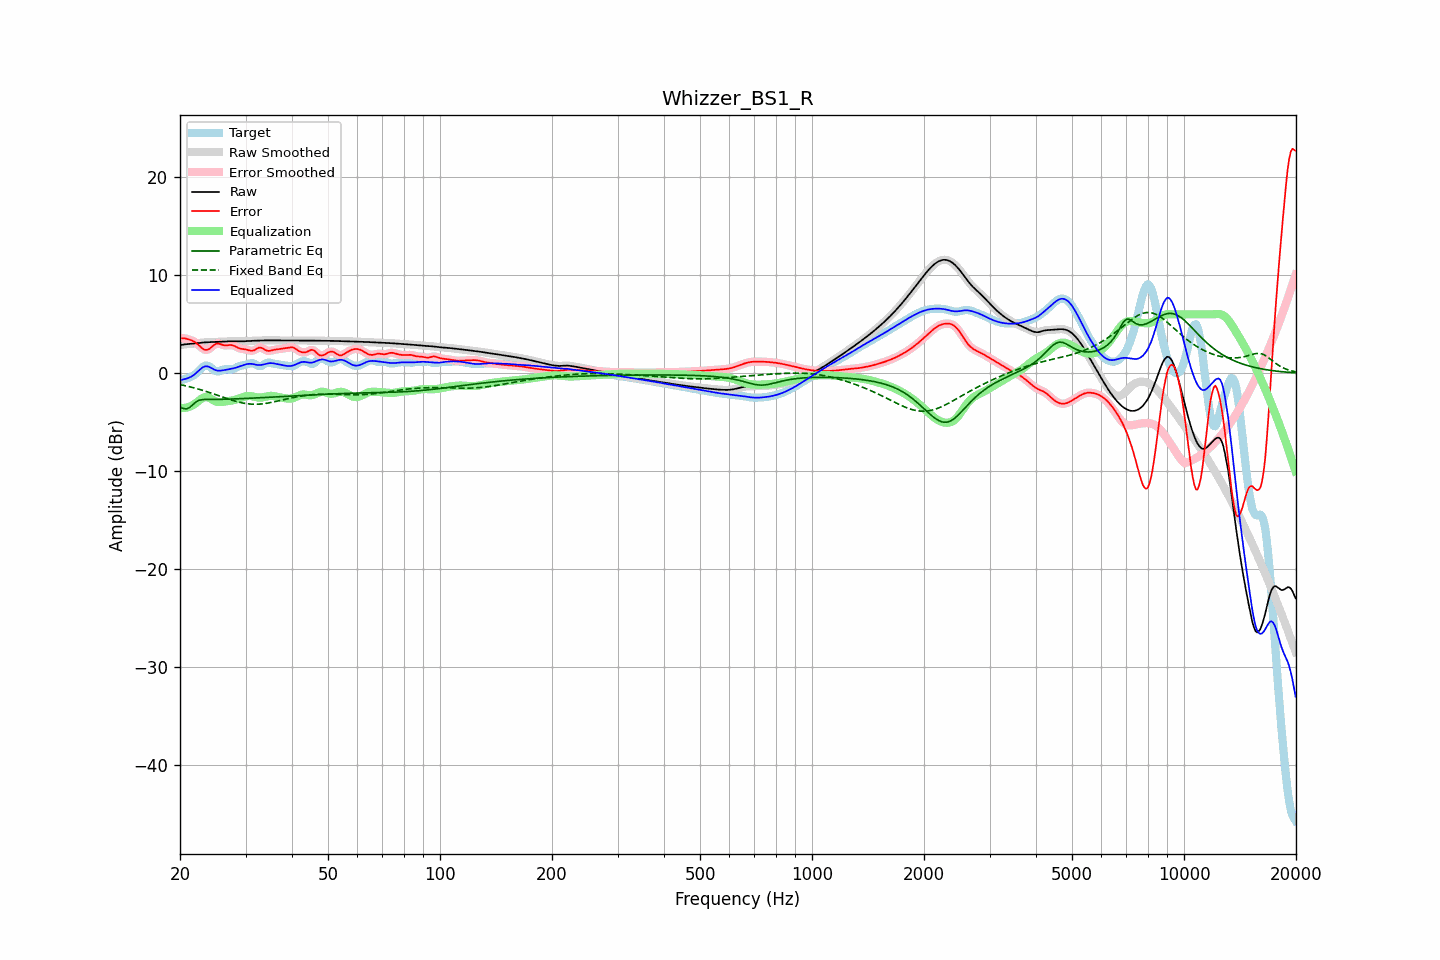 Whizzer_BS1_R
Target
Raw Smoothed
Error Smoothed
Raw
Error
Equalization
Parametric Eq
Fixed Band Eq
Equalized
Amplitude (dBr)
20
10
0
−10
−20
−30
−40
20 50 100 200 500 1000 2000 5000 10000 20000
Frequency (Hz)